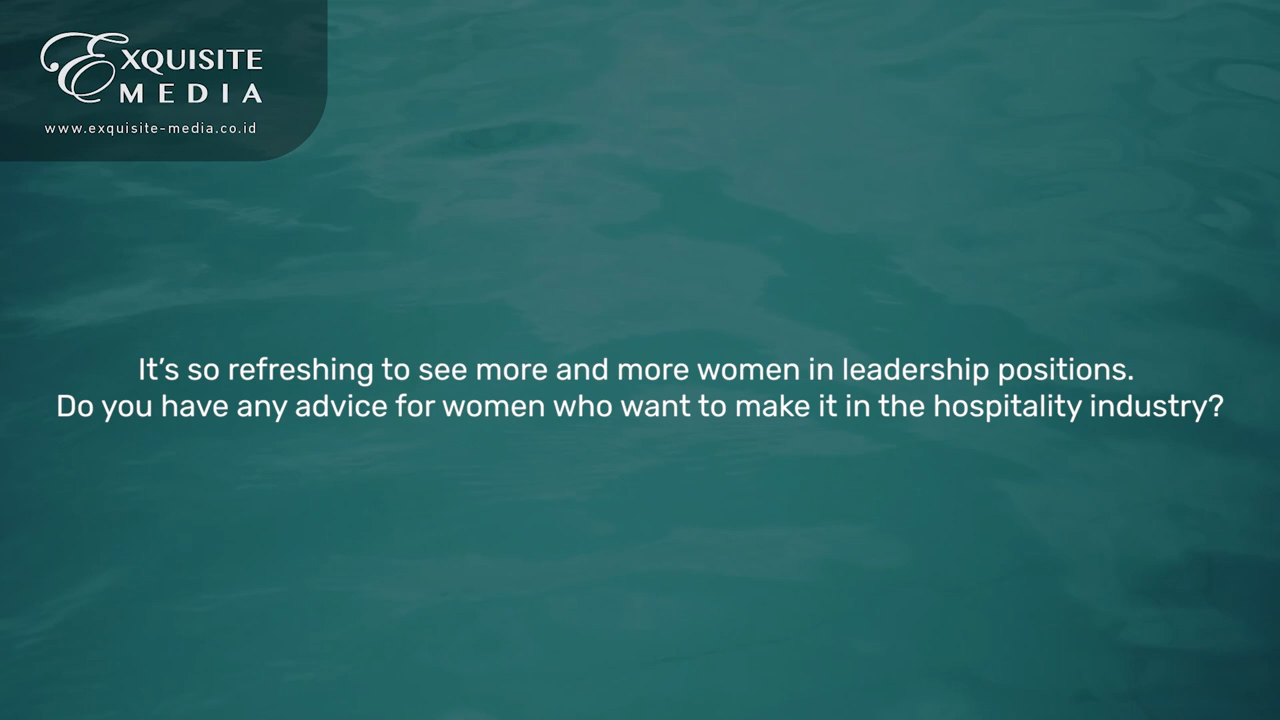 EXQUISITE
MEDIA
www.exquisite-media.co.id
It’s so refreshing to see more and more women in leadership positions.
Do you have any advice for women who want to make it in the hospitality industry?